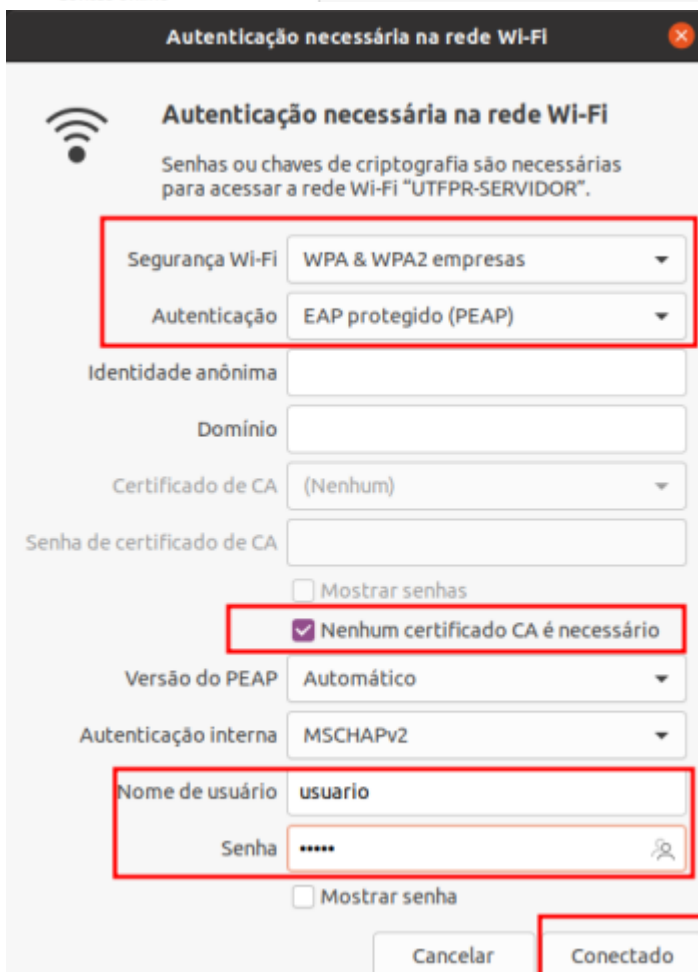 Autenticação necessária na rede Wi-Fi
Autenticação necessária na rede Wi-Fi
Senhas ou chaves de criptografia são necessárias
para acessar a rede Wi-Fi “UTFPR-SERVIDOR”.
Segurança Wi-Fi WPA & WPA2 empresas
Autenticação EAP protegido (PEAP)
Identidade anônima
Domínio
Certificado de CA (Nenhum)
Senha de certificado de CA
Mostrar senhas
Nenhum certificado CA é necessário
Versão do PEAP Automático
Autenticação interna MSCHAPv2
Nome de usuário usuario
Senha •••••
Mostrar senha
Cancelar Conectado